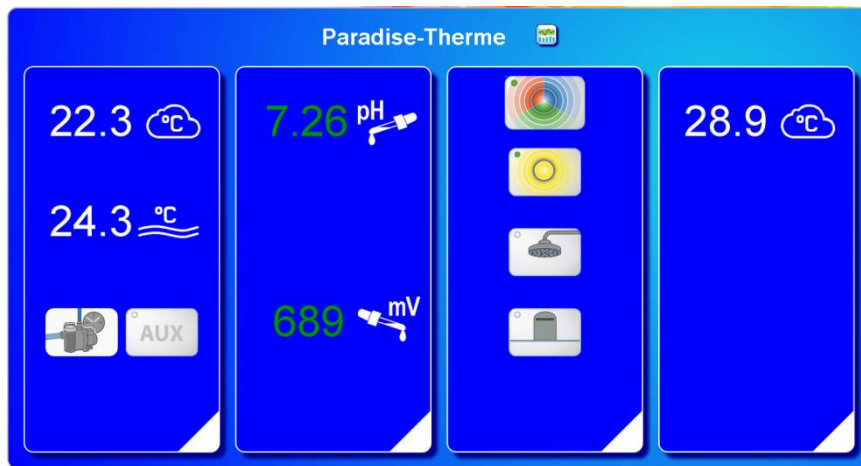 Paradise-Therme
22.3 °C
24.3 °C
AUX
7.26 pH
689 mV
28.9 °C